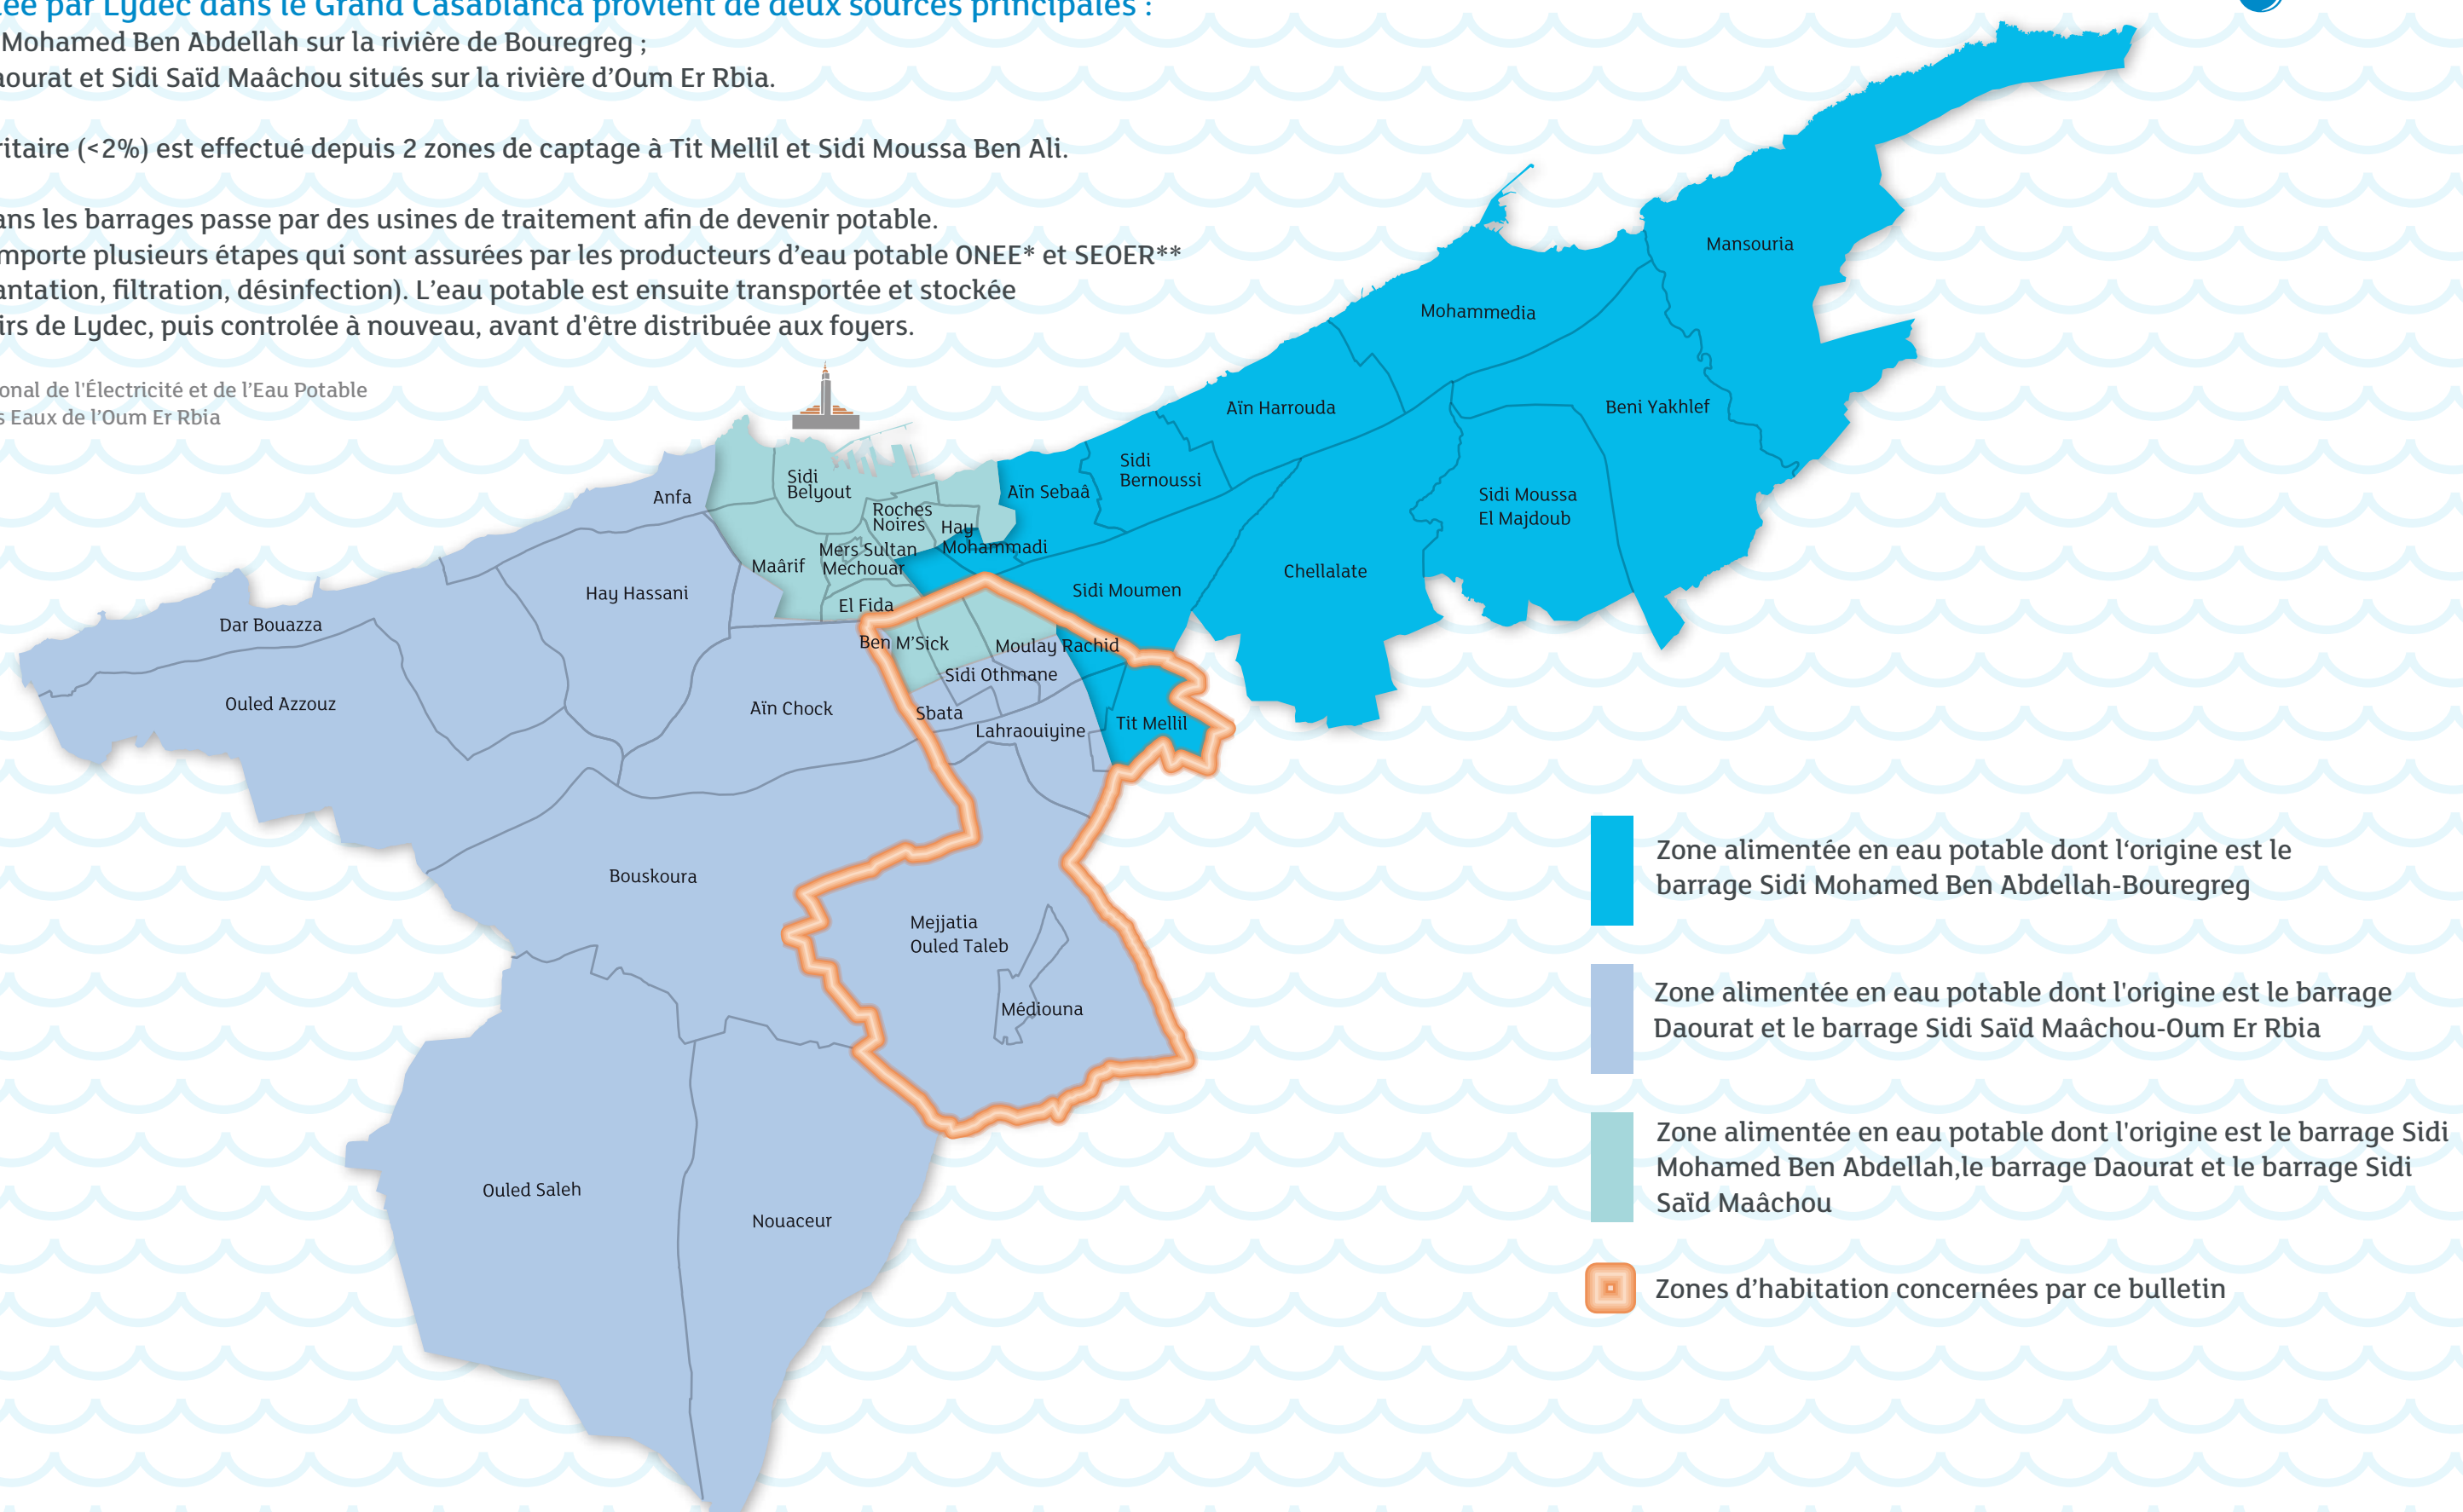 par Lydec dans le Grand Casablanca provient de deux sources principales :
Mohamed Ben Abdellah sur la rivière de Bouregreg ;
et Sidi Saïd Maâchou situés sur la rivière d’Oum Er Rbia.
(<2%) est effectué depuis 2 zones de captage à Tit Mellil et Sidi Moussa Ben Ali.
les barrages passe par des usines de traitement afin de devenir potable.
plusieurs étapes qui sont assurées par les producteurs d’eau potable ONEE* et SEOER**
filtration, désinfection). L’eau potable est ensuite transportée et stockée
de Lydec, puis controlée à nouveau, avant d'être distribuée aux foyers.
de l'Électricité et de l’Eau Potable
Eaux de l’Oum Er Rbia
Mansouria
Mohammedia
Aïn Harrouda
Beni Yakhlef
Sidi
Bernoussi
Aïn Sebaâ
Sidi Moussa
El Majdoub
Chellalate
Sidi Moumen
Anfa
Sidi
Belyout
Roches
Noires
Hay
Mohammadi
Mers Sultan
Mechouar
Maârif
El Fida
Hay Hassani
Dar Bouazza
Ouled Azzouz
Aïn Chock
Ben M’Sick
Moulay Rachid
Sidi Othmane
Sbata
Lahraouiyine
Tit Mellil
Bouskoura
Mejjatia
Ouled Taleb
Médiouna
Ouled Saleh
Nouaceur
Zone alimentée en eau potable dont l‘origine est le
barrage Sidi Mohamed Ben Abdellah-Bouregreg
Zone alimentée en eau potable dont l'origine est le barrage
Daourat et le barrage Sidi Saïd Maâchou-Oum Er Rbia
Zone alimentée en eau potable dont l'origine est le barrage Sidi
Mohamed Ben Abdellah,le barrage Daourat et le barrage Sidi
Saïd Maâchou
Zones d’habitation concernées par ce bulletin